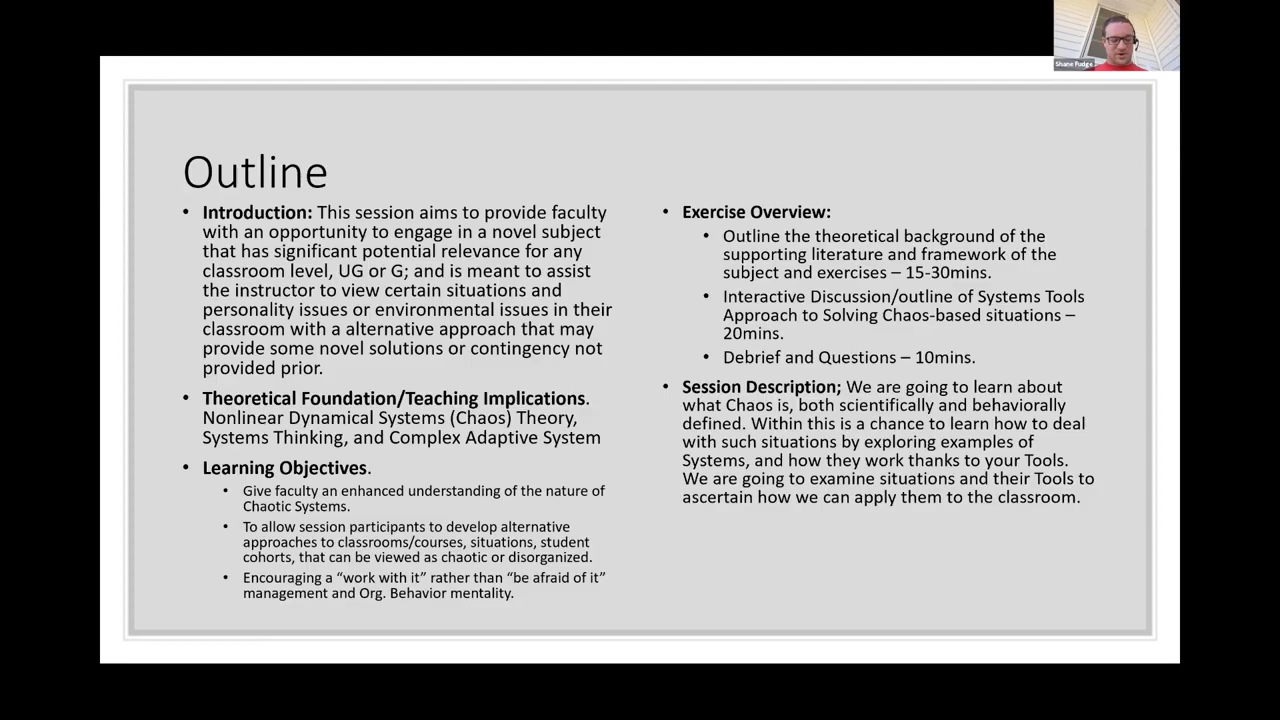 Shane Fudge
Outline
• Introduction: This session aims to provide faculty
with an opportunity to engage in a novel subject
that has significant potential relevance for any
classroom level, UG or G; and is meant to assist
the instructor to view certain situations and
personality issues or environmental issues in their
classroom with a alternative approach that may
provide some novel solutions or contingency not
provided prior.
• Theoretical Foundation/Teaching Implications.
Nonlinear Dynamical Systems (Chaos) Theory,
Systems Thinking, and Complex Adaptive System
• Learning Objectives.
• Give faculty an enhanced understanding of the nature of
Chaotic Systems.
• To allow session participants to develop alternative
approaches to classrooms/courses, situations, student
cohorts, that can be viewed as chaotic or disorganized.
• Encouraging a “work with it” rather than “be afraid of it”
management and Org. Behavior mentality.
• Exercise Overview:
• Outline the theoretical background of the
supporting literature and framework of the
subject and exercises – 15-30mins.
• Interactive Discussion/outline of Systems Tools
Approach to Solving Chaos-based situations –
20mins.
• Debrief and Questions – 10mins.
• Session Description; We are going to learn about
what Chaos is, both scientifically and behaviorally
defined. Within this is a chance to learn how to deal
with such situations by exploring examples of
Systems, and how they work thanks to your Tools.
We are going to examine situations and their Tools to
ascertain how we can apply them to the classroom.